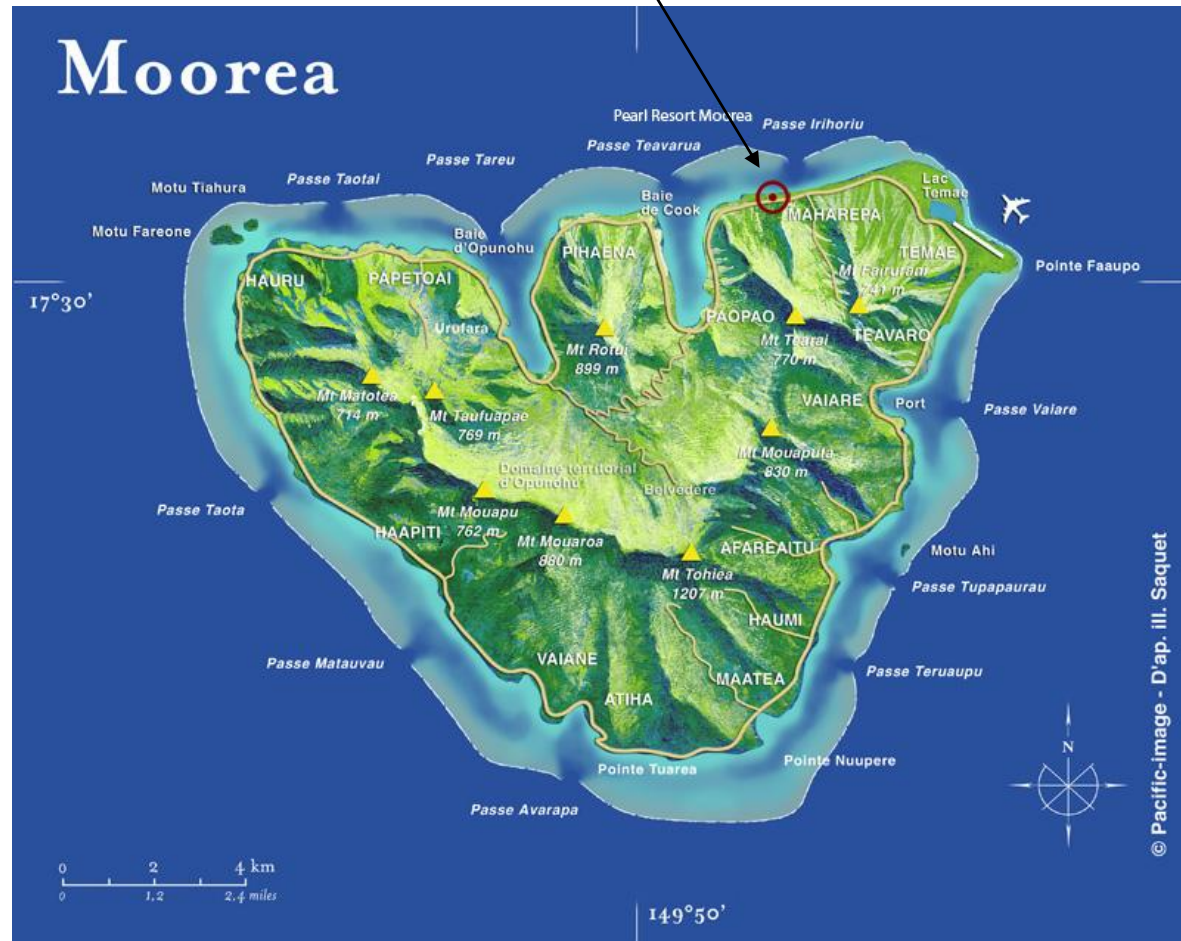 Moorea
Pearl Resort Moorea
Passe Irihoriu
Passe Teavarua
Passe Tareu
Passe Taotai
Motu Tiahura
Motu Fareone
Baie
d'Opunohu
Baie
de Cook
Lac
Temae
MAHAREPA
PIHAENA
TEMAE
Pointe Faaupo
HAURU
PAPETOAI
Mt Fairurani
741 m
17°30'
PAOPAO
Urufara
Mt Rotui
899 m
Mt Tearai
770 m
TEAVARO
Mt Matotea
714 m
Mt Taufuapae
769 m
VAIARE
Port
Passe Vaiare
Mt Mouaputa
830 m
Domaine territorial
d'Opunohu
Belvedere
Passe Taota
Mt Mouapu
762 m
HAAPITI
Mt Mouaroa
880 m
AFAREAITU
Motu Ahi
Mt Tohiea
1207 m
Passe Tupapaurau
HAUMI
Passe Matauvau
VAIANE
MAATEA
Passe Teruaupu
ATIHA
Pointe Tuarea
Pointe Nuupere
Passe Avarapa
N
0 2 4 km
0 1,2 2,4 miles
149°50'
© Pacific-image - D'ap. ill. Saquet